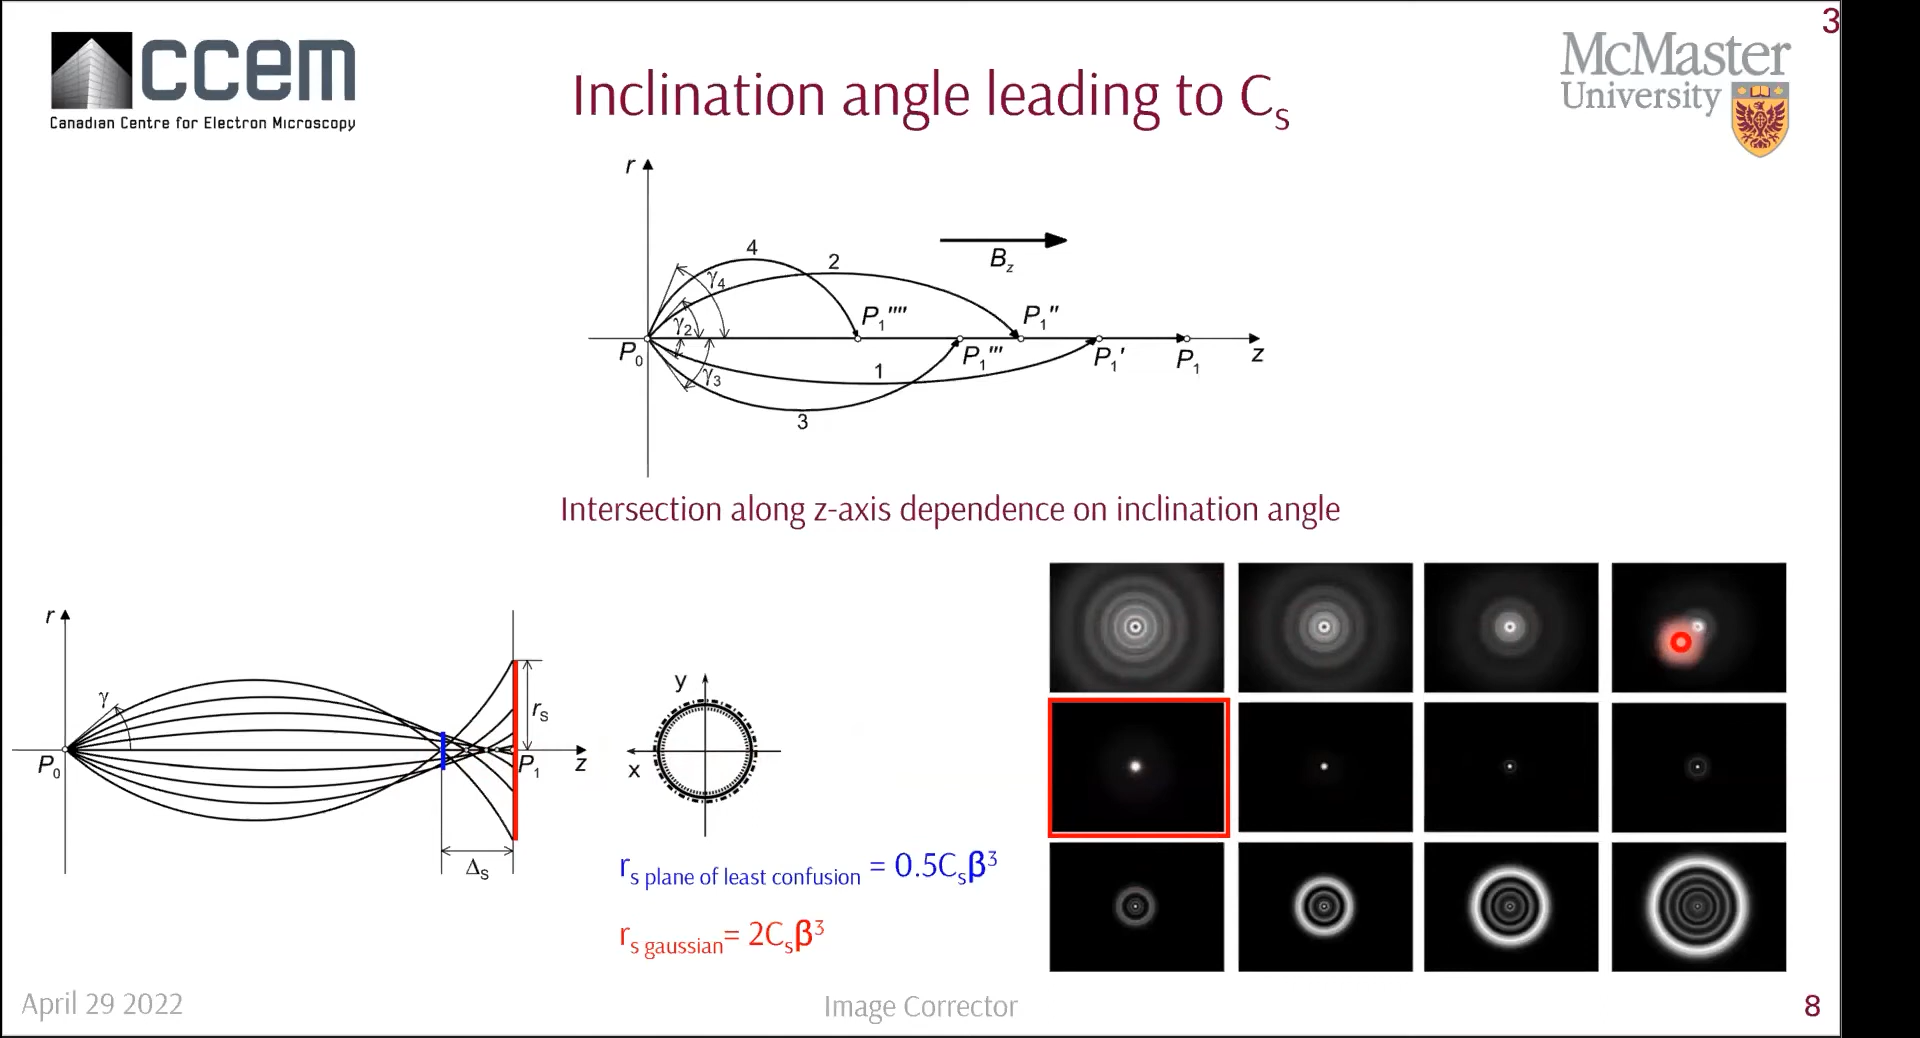 3
ccem
Canadian Centre for Electron Microscopy
McMaster
University
Inclination angle leading to Cs
r
4
2
Bz
γ4
γ2
P1''''
P1''
P0
P1'''
P1'
P1
z
γ3
1
3
Intersection along z-axis dependence on inclination angle
r
γ
rS
P0
P1
z
ΔS
y
x
rs plane of least confusion = 0.5Csβ³
rs gaussian= 2Csβ³
April 29 2022
Image Corrector
8